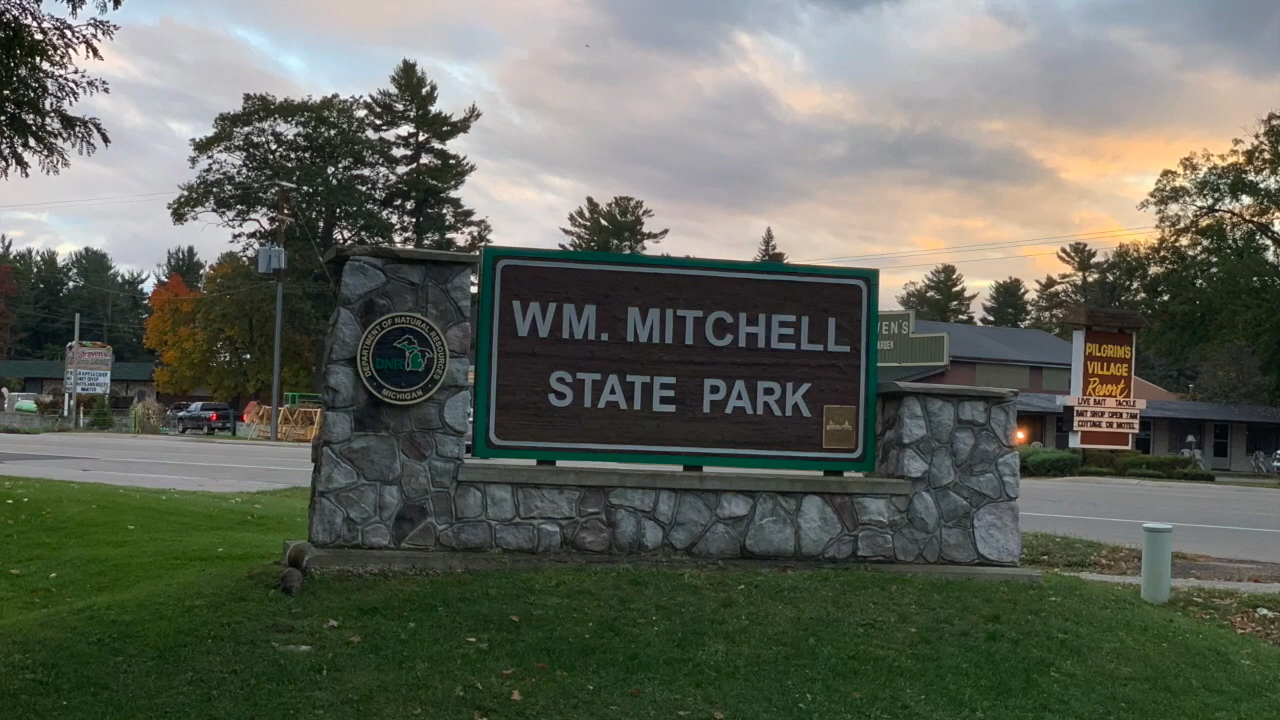 WM. MITCHELL
STATE PARK
DEPARTMENT OF NATURAL RESOURCES
DNR
MICHIGAN
PILGRIM'S
VILLAGE
Resort
LIVE BAIT TACKLE
BAIT SHOP OPEN 7AM
COTTAGE OR MOTEL